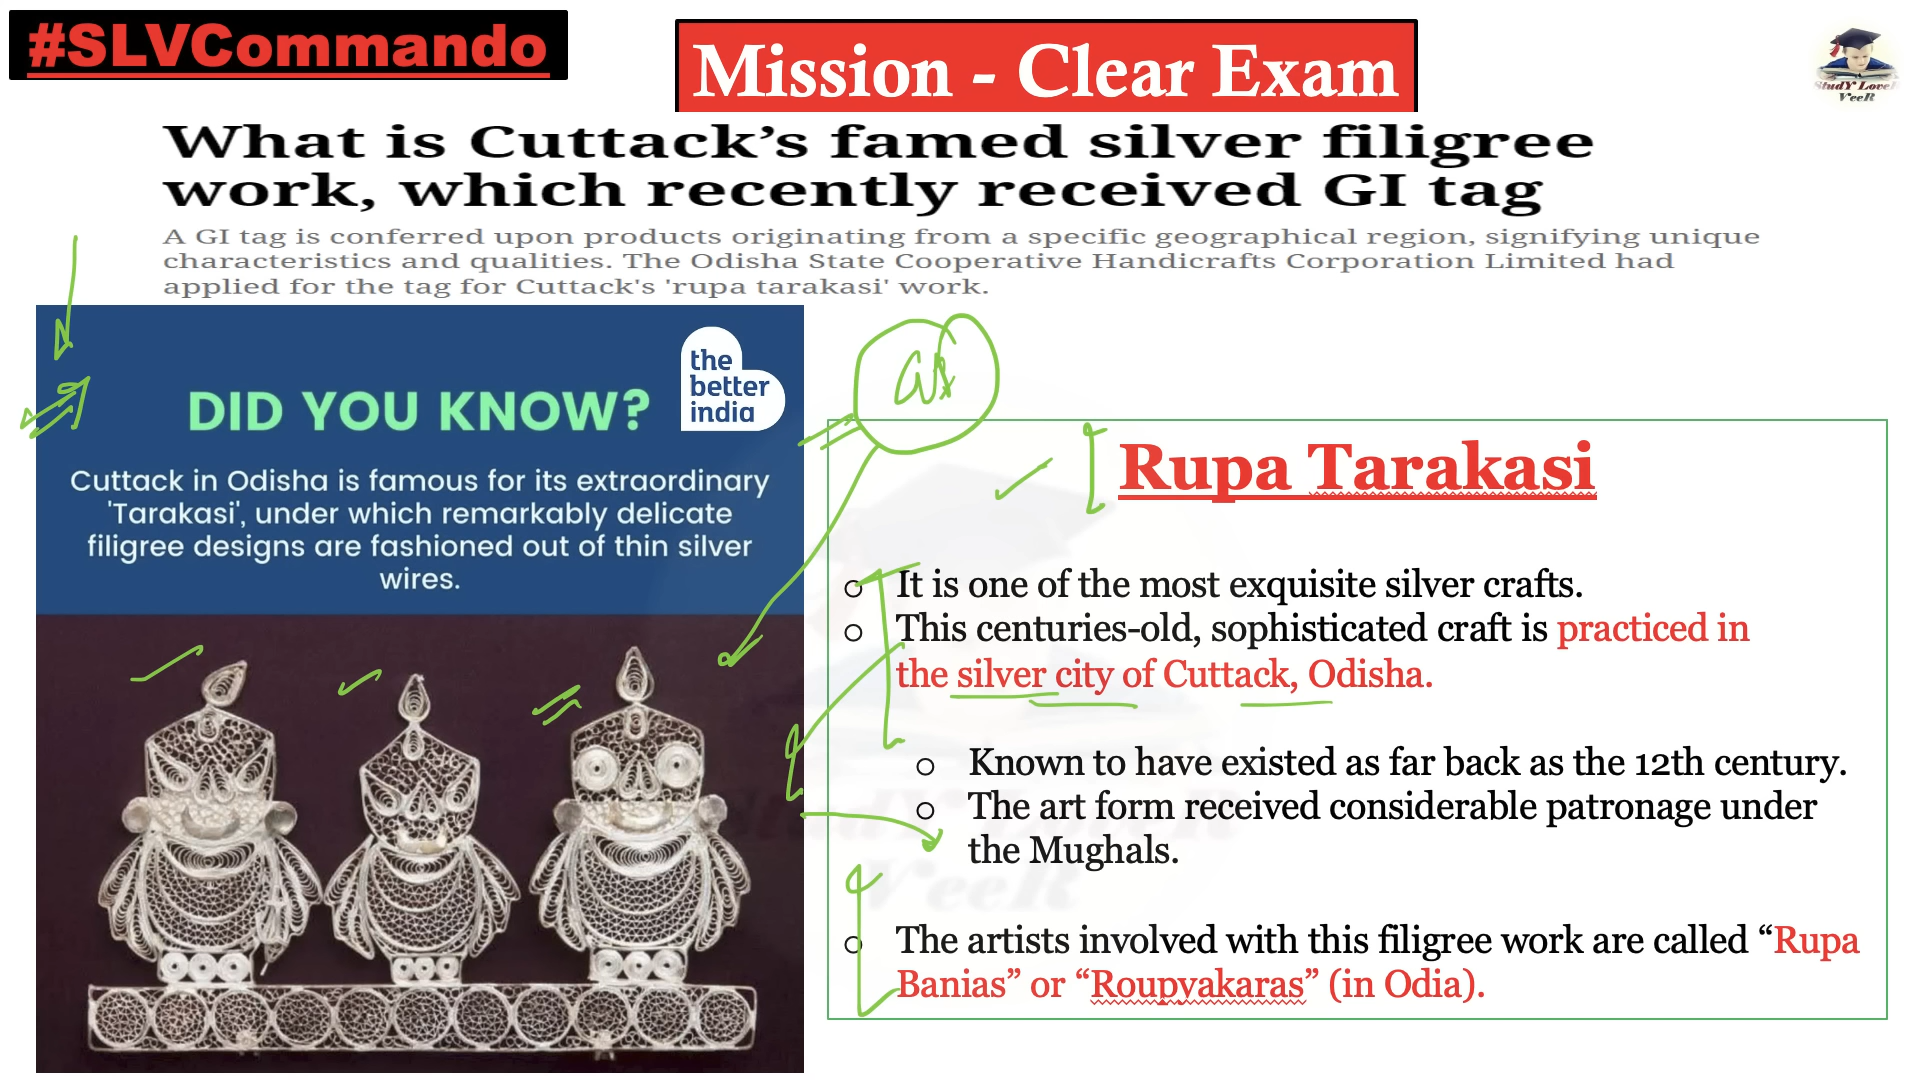 #SLVCommando
Mission - Clear Exam
StudY LoveR
VeeR
What is Cuttack’s famed silver filigree
work, which recently received GI tag
A GI tag is conferred upon products originating from a specific geographical region, signifying unique
characteristics and qualities. The Odisha State Cooperative Handicrafts Corporation Limited had
applied for the tag for Cuttack's 'rupa tarakasi' work.
the
better
india
DID YOU KNOW?
Cuttack in Odisha is famous for its extraordinary
'Tarakasi', under which remarkably delicate
filigree designs are fashioned out of thin silver
wires.
Rupa Tarakasi
It is one of the most exquisite silver crafts.
This centuries-old, sophisticated craft is practiced in
the silver city of Cuttack, Odisha.
Known to have existed as far back as the 12th century.
The art form received considerable patronage under
the Mughals.
The artists involved with this filigree work are called “Rupa
Banias” or “Roupyakaras” (in Odia).
StudY LoveR
VeeR